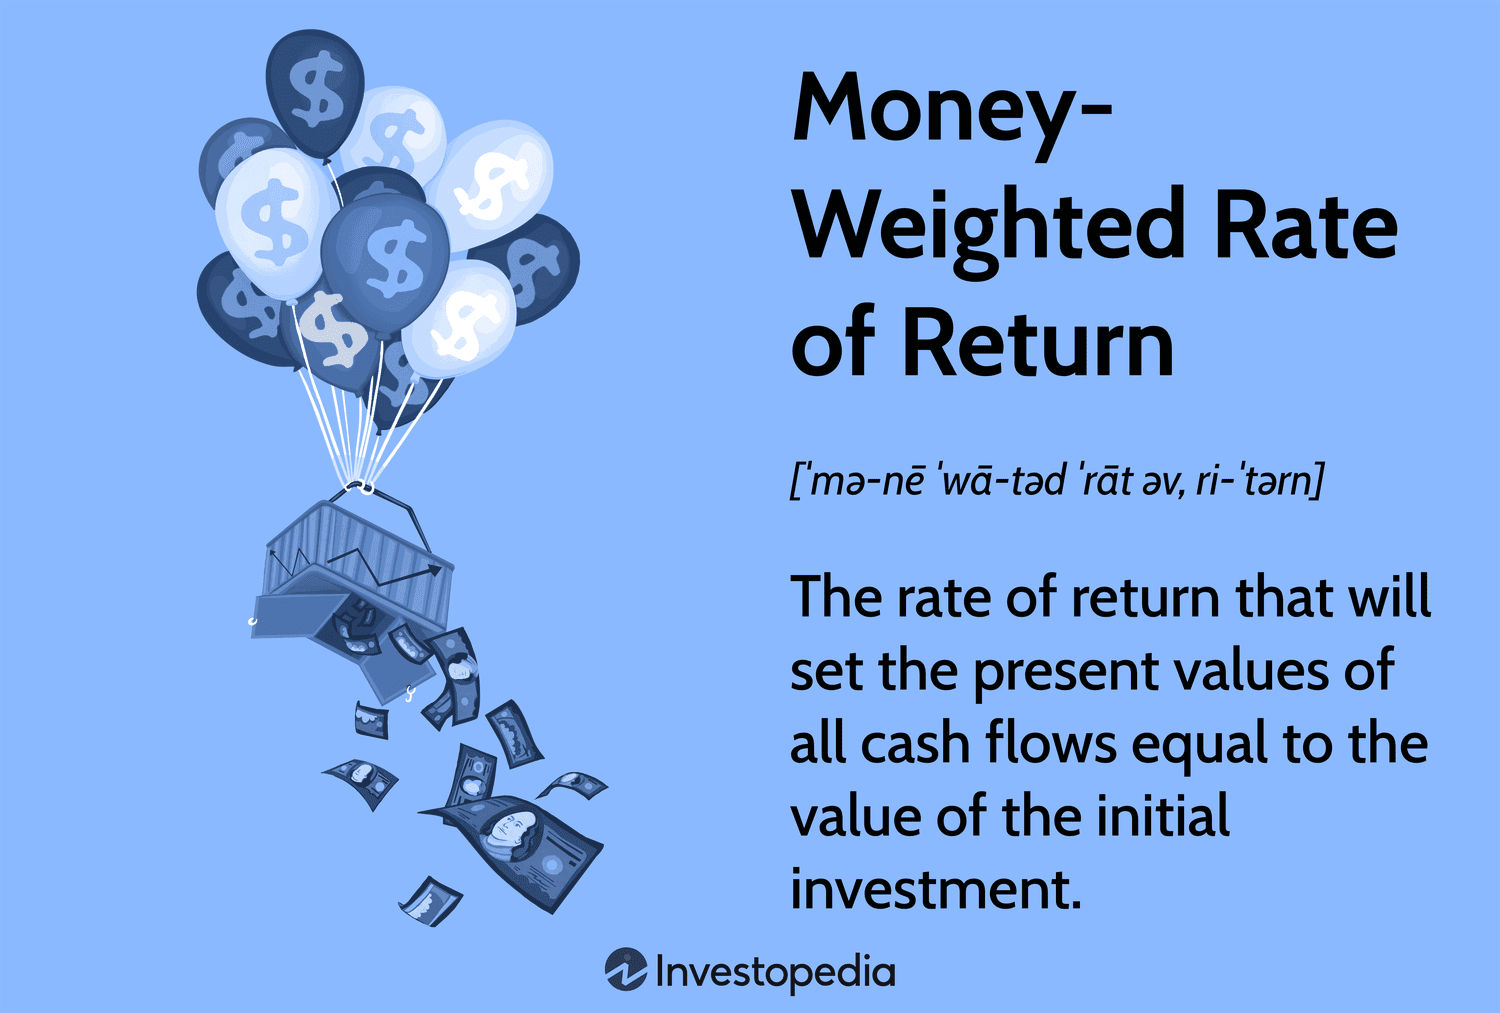 Money-
Weighted Rate
of Return
[ˈmə-nē ˈwā-təd ˈrāt əv, ri-ˈtərn]
The rate of return that will
set the present values of
all cash flows equal to the
value of the initial
investment.
Investopedia